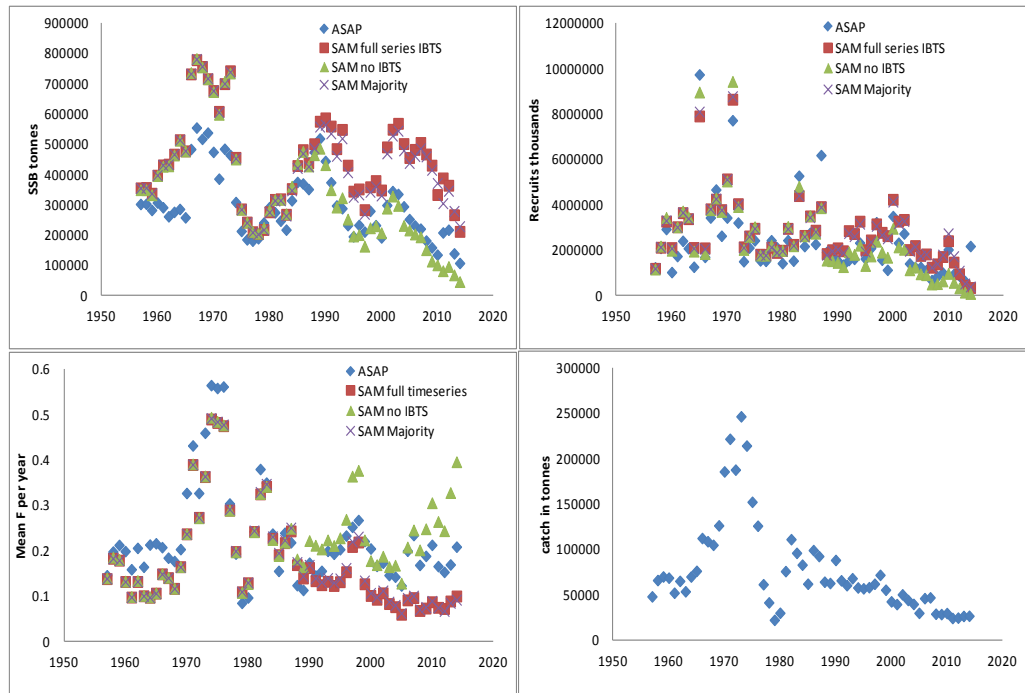 SSB tonnes
900000
800000
700000
600000
500000
400000
300000
200000
100000
0
1950 1960 1970 1980 1990 2000 2010 2020
ASAP
SAM full series IBTS
SAM no IBTS
SAM Majority
Recruits thousands
12000000
10000000
8000000
6000000
4000000
2000000
0
1950 1960 1970 1980 1990 2000 2010 2020
ASAP
SAM full series IBTS
SAM no IBTS
SAM Majority
Mean F per year
0.6
0.5
0.4
0.3
0.2
0.1
0
1950 1960 1970 1980 1990 2000 2010 2020
ASAP
SAM full timeseries
SAM no IBTS
SAM Majority
catch in tonnes
300000
250000
200000
150000
100000
50000
0
1950 1960 1970 1980 1990 2000 2010 2020